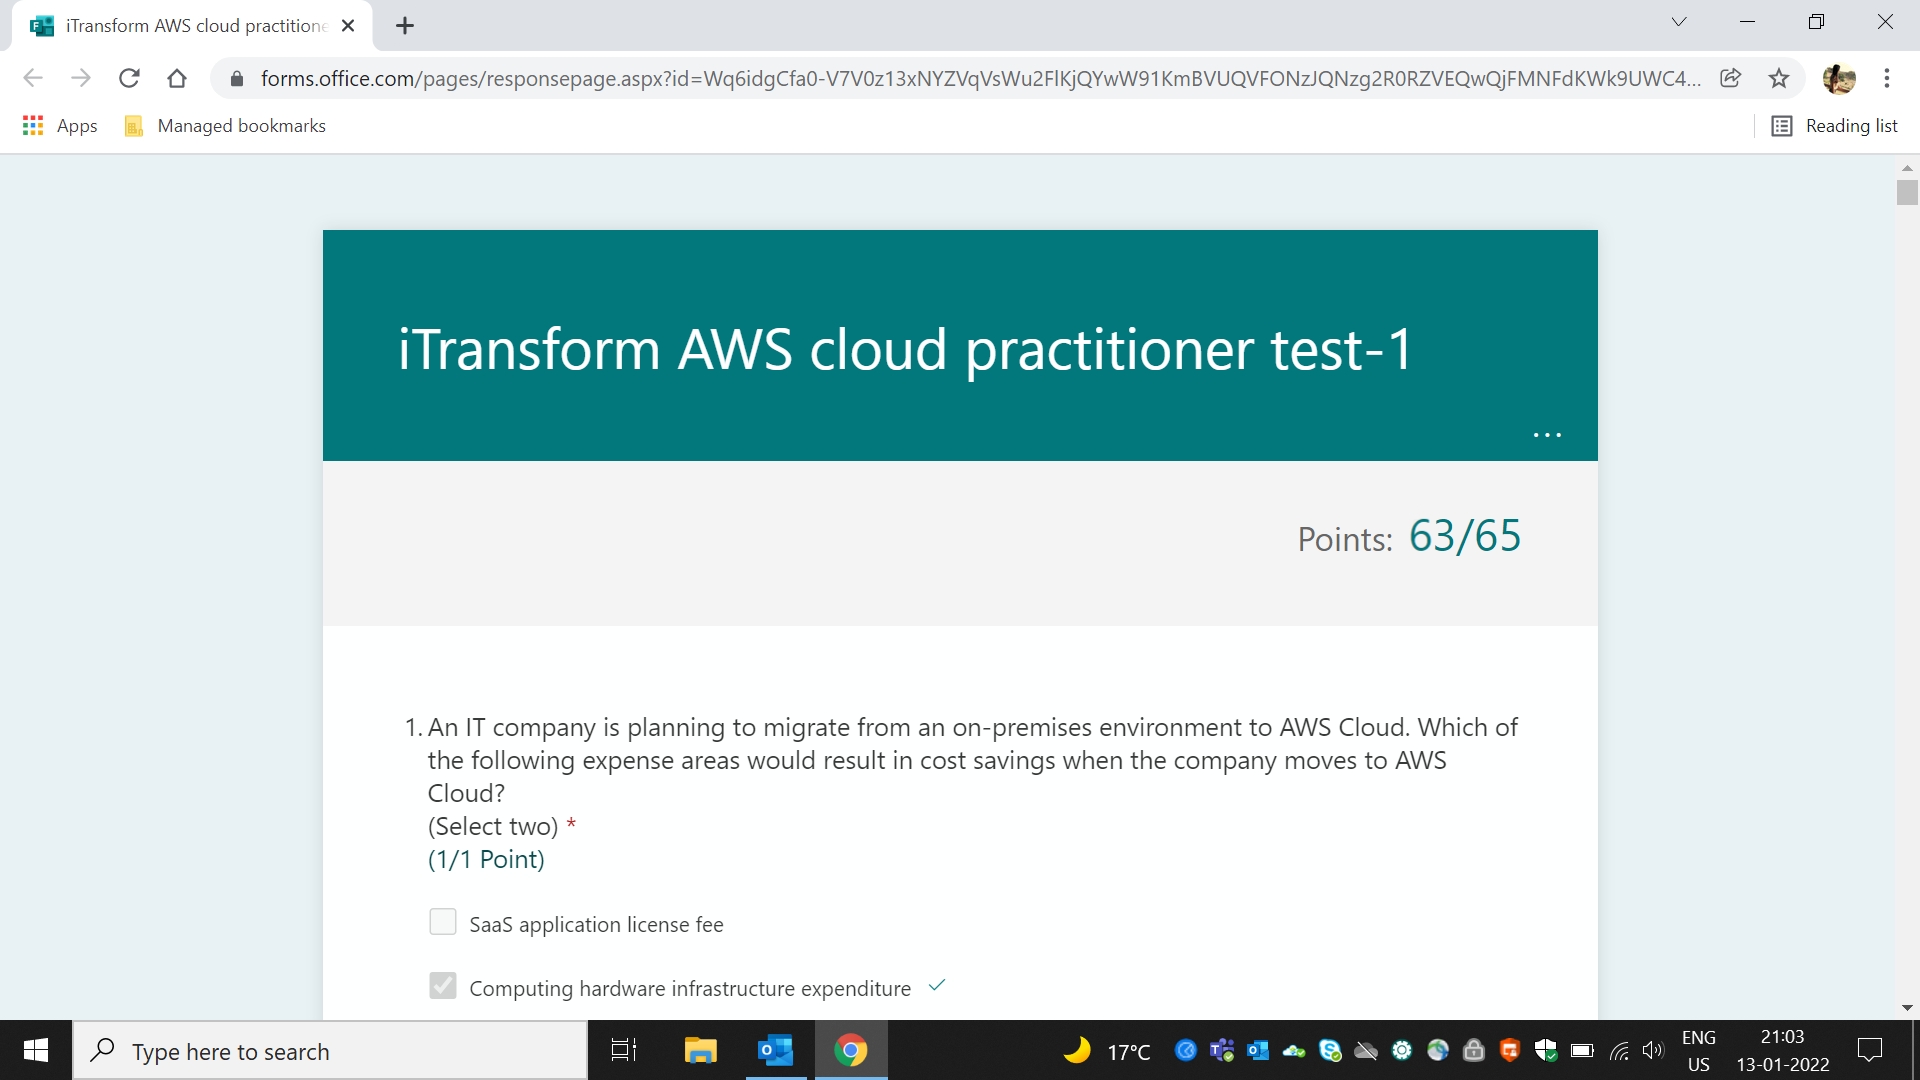 iTransform AWS cloud practitione
forms.office.com/pages/responsepage.aspx?id=Wq6idgCfa0-V7V0z13xNYZVqVsWu2FlKjQYwW91KmBVUQVFONzJQNzg2R0RZVEQwQjFMNFdKWk9UWC4...
Apps Managed bookmarks Reading list
iTransform AWS cloud practitioner test-1
...
Points: 63/65
1. An IT company is planning to migrate from an on-premises environment to AWS Cloud. Which of
the following expense areas would result in cost savings when the company moves to AWS
Cloud?
(Select two) *
(1/1 Point)
SaaS application license fee
Computing hardware infrastructure expenditure
Type here to search
17°C
ENG
US
21:03
13-01-2022